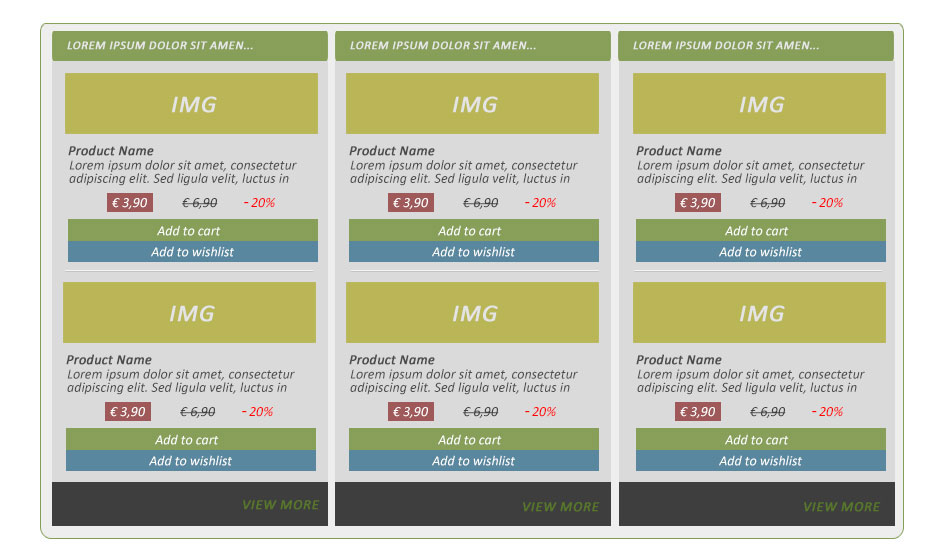 LOREM IPSUM DOLOR SIT AMEN...
IMG
Product Name
Lorem ipsum dolor sit amet, consectetur
adipiscing elit. Sed ligula velit, luctus in
€ 3,90 € 6,90 - 20%
Add to cart
Add to wishlist
IMG
Product Name
Lorem ipsum dolor sit amet, consectetur
adipiscing elit. Sed ligula velit, luctus in
€ 3,90 € 6,90 - 20%
Add to cart
Add to wishlist
VIEW MORE
LOREM IPSUM DOLOR SIT AMEN...
IMG
Product Name
Lorem ipsum dolor sit amet, consectetur
adipiscing elit. Sed ligula velit, luctus in
€ 3,90 € 6,90 - 20%
Add to cart
Add to wishlist
IMG
Product Name
Lorem ipsum dolor sit amet, consectetur
adipiscing elit. Sed ligula velit, luctus in
€ 3,90 € 6,90 - 20%
Add to cart
Add to wishlist
VIEW MORE
LOREM IPSUM DOLOR SIT AMEN...
IMG
Product Name
Lorem ipsum dolor sit amet, consectetur
adipiscing elit. Sed ligula velit, luctus in
€ 3,90 € 6,90 - 20%
Add to cart
Add to wishlist
IMG
Product Name
Lorem ipsum dolor sit amet, consectetur
adipiscing elit. Sed ligula velit, luctus in
€ 3,90 € 6,90 - 20%
Add to cart
Add to wishlist
VIEW MORE